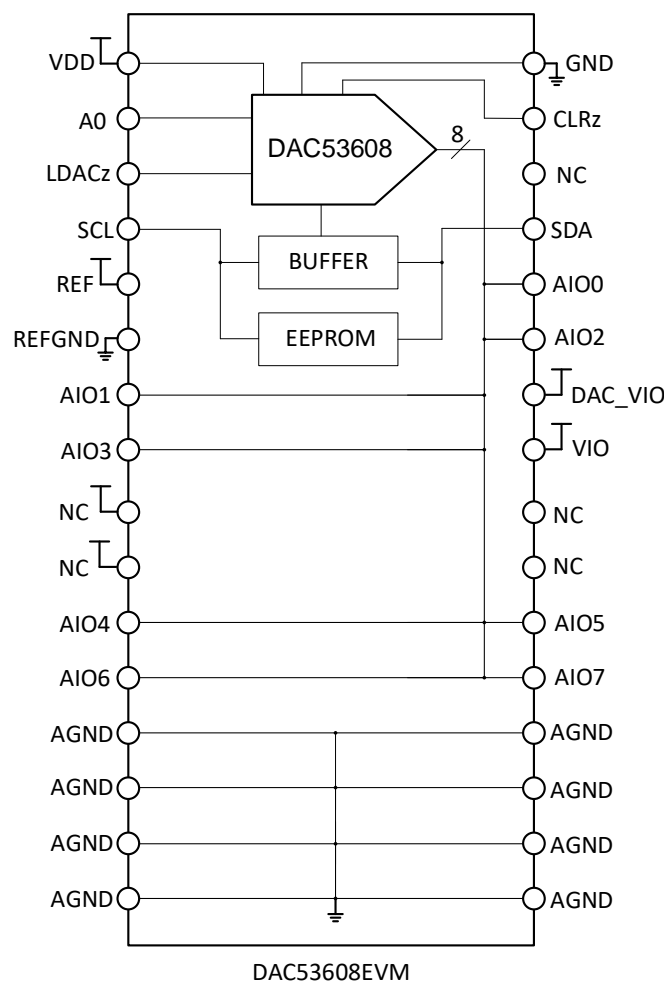 VDD
GND
A0
DAC53608
8
CLRz
LDACz
NC
SCL
BUFFER
SDA
REF
AIO0
REFGND
EEPROM
AIO2
AIO1
DAC_VIO
AIO3
VIO
NC
NC
NC
NC
AIO4
AIO5
AIO6
AIO7
AGND
AGND
AGND
AGND
AGND
AGND
AGND
AGND
DAC53608EVM